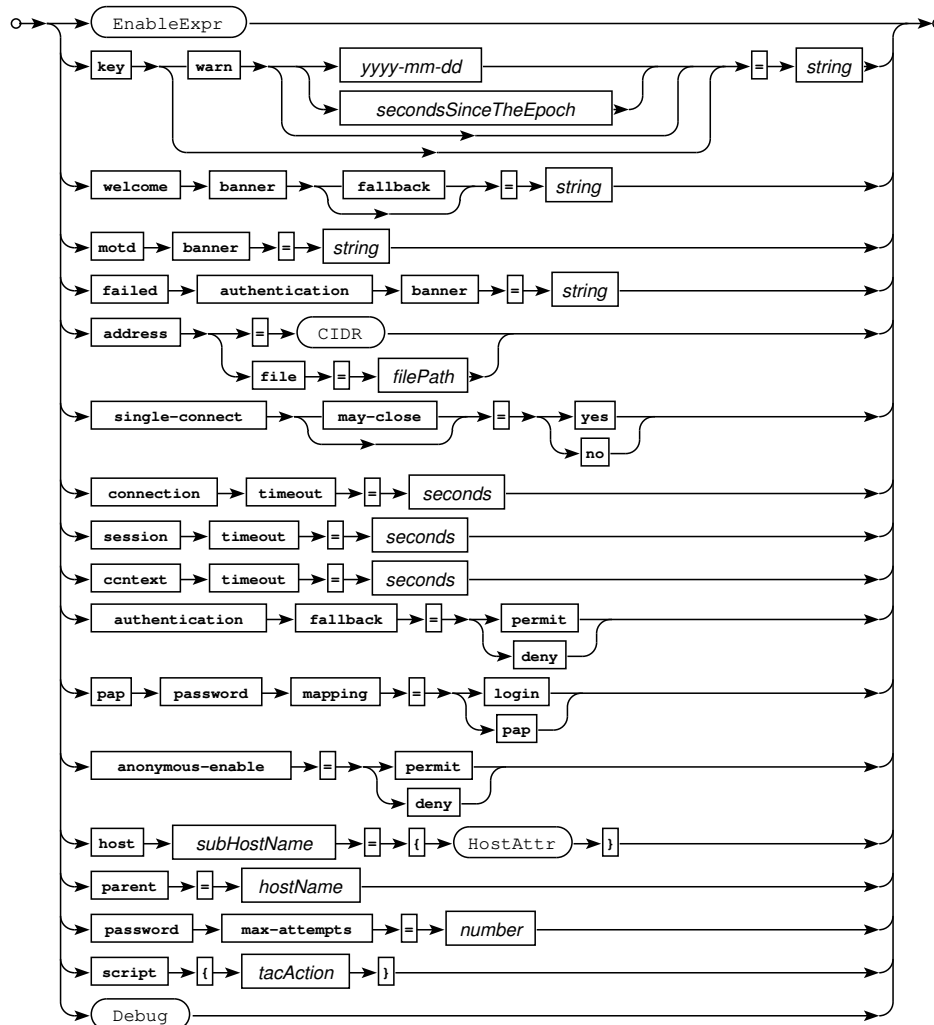 EnableExpr
key warn yyyy-mm-dd = string
secondsSinceTheEpoch
welcome banner fallback = string
motd banner = string
failed authentication banner = string
address = CIDR
file = filePath
single-connect may-close = yes
no
connection timeout = seconds
session timeout = seconds
ccntext timeout = seconds
authentication fallback = permit
deny
pap password mapping = login
pap
anonymous-enable = permit
deny
host subHostName = { HostAttr }
parent = hostName
password max-attempts = number
script { tacAction }
Debug